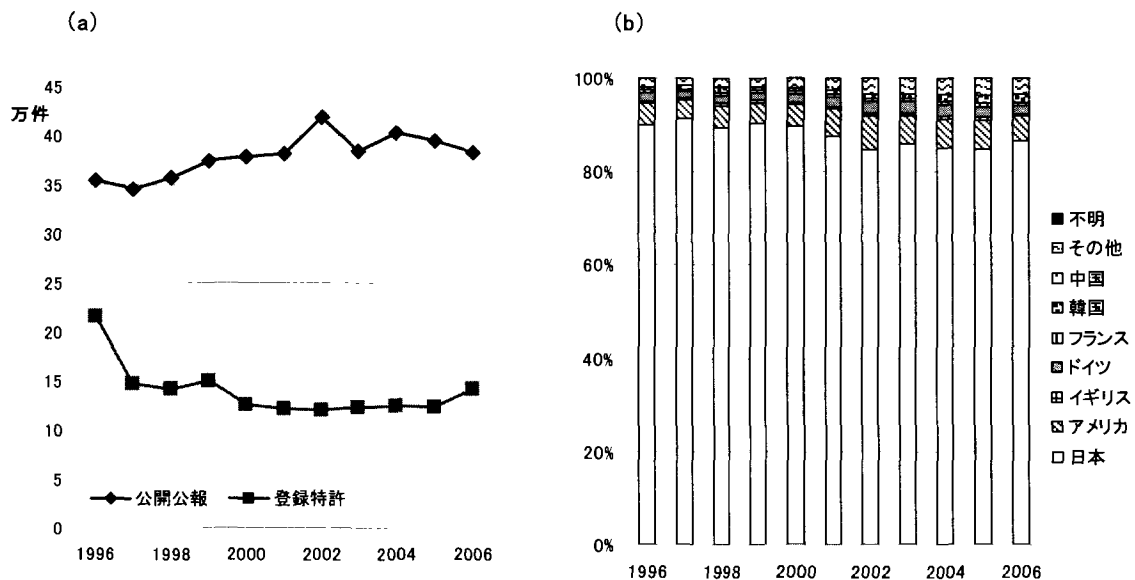 (a)
45
万件
40
35
30
25
20
15
10
5
0
公開公報 登録特許
1996 1998 2000 2002 2004 2006
(b)
100%
80%
60%
40%
20%
0%
1996 1998 2000 2002 2004 2006
不明
その他
中国
韓国
フランス
ドイツ
イギリス
アメリカ
日本